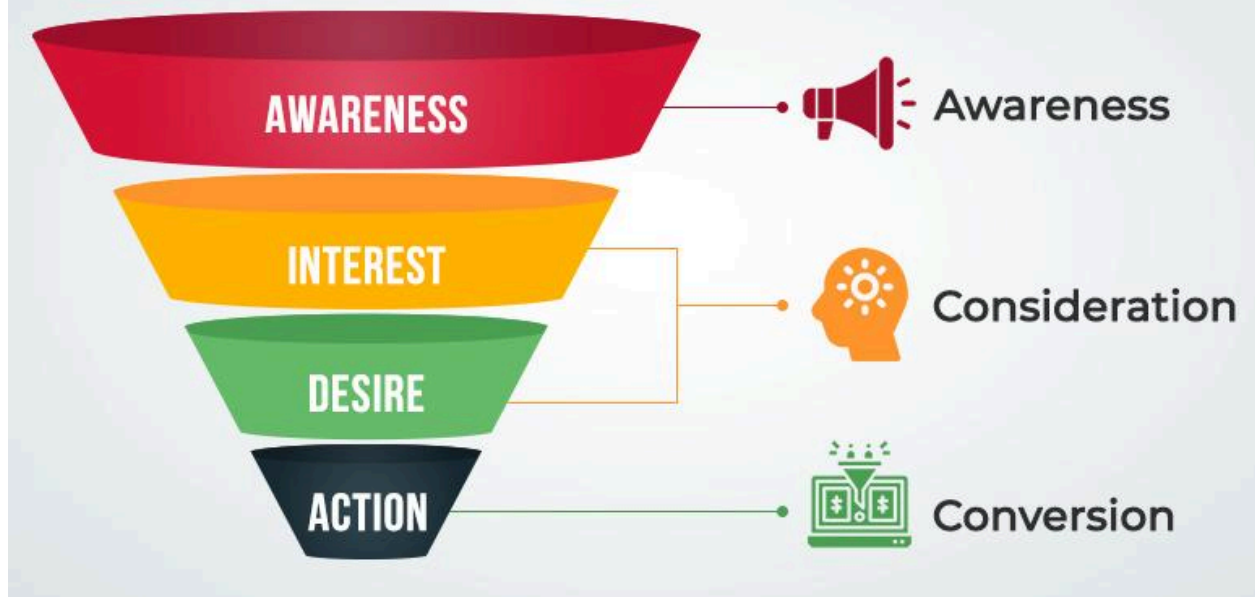 AWARENESS
Awareness
INTEREST
Consideration
DESIRE
ACTION
Conversion